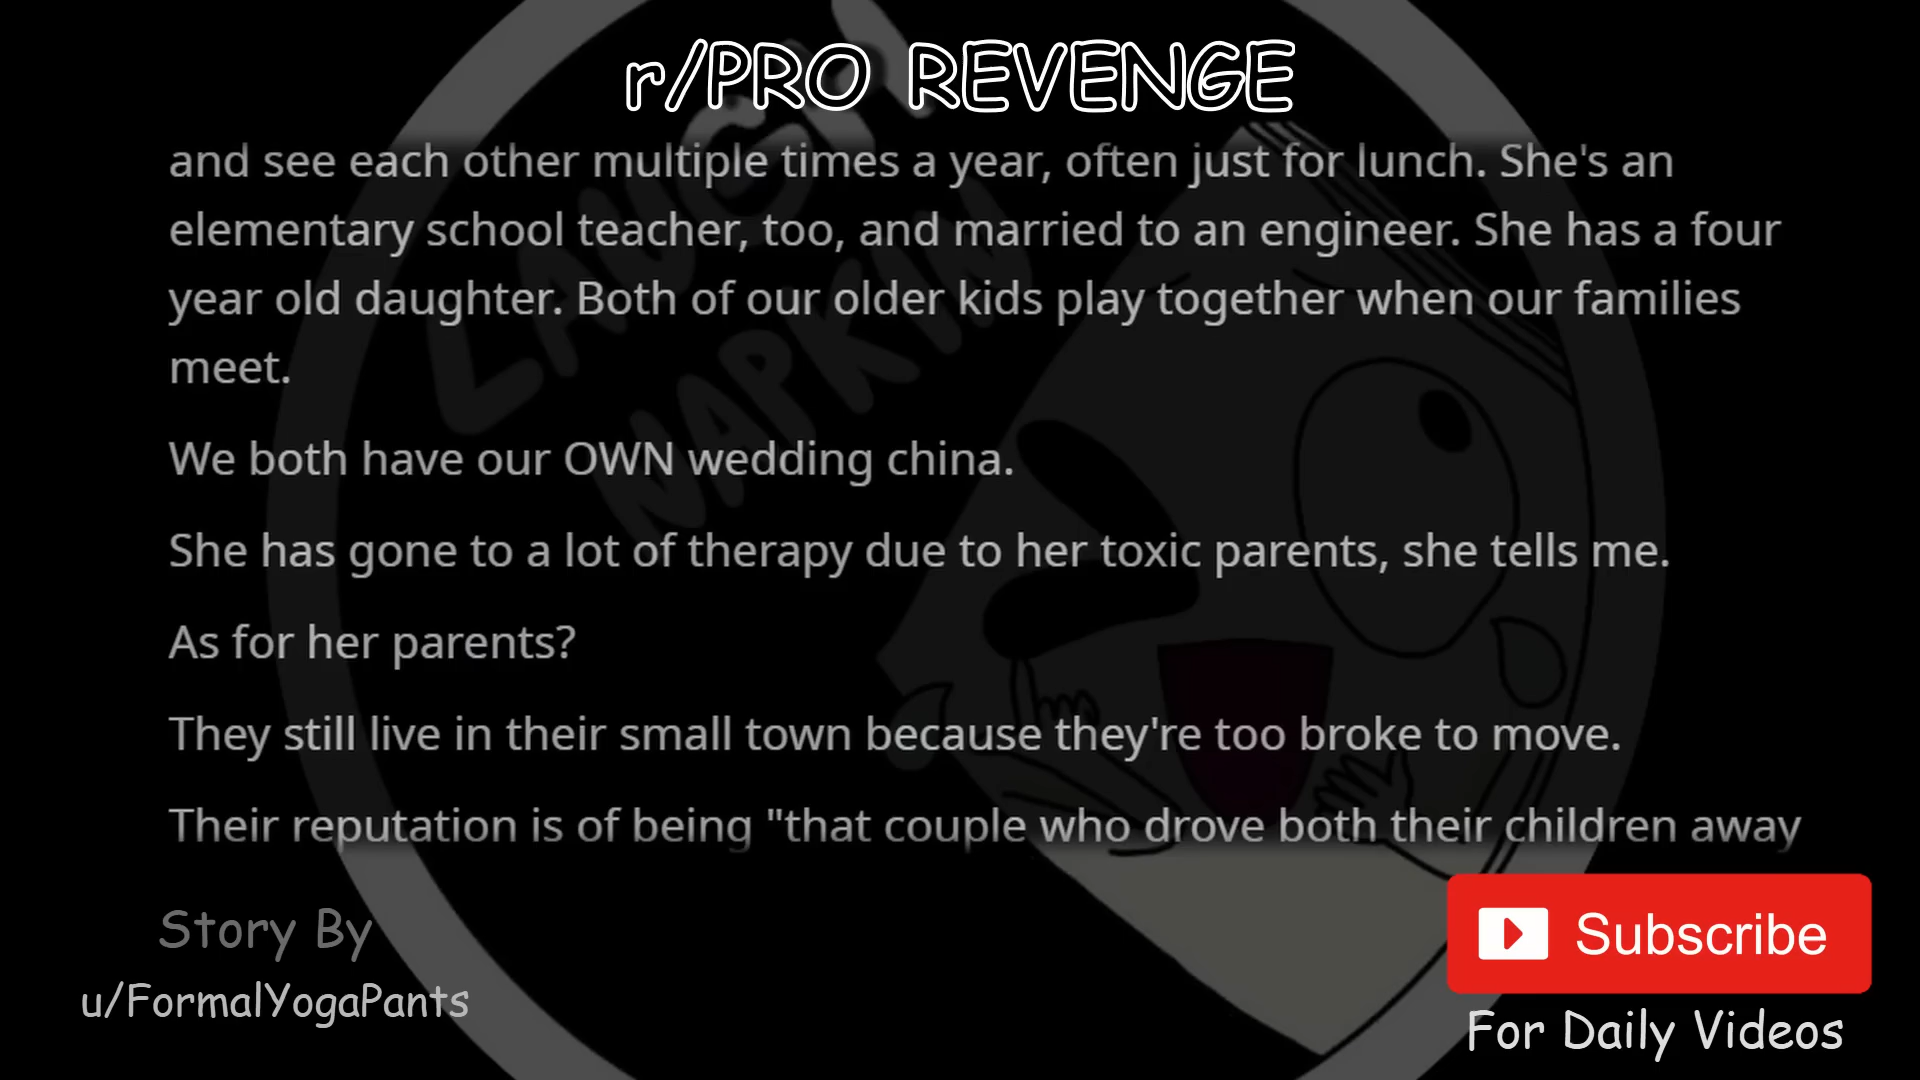 r/PRO REVENGE
and see each other multiple times a year, often just for lunch. She's an
elementary school teacher, too, and married to an engineer. She has a four
year old daughter. Both of our older kids play together when our families
meet.
We both have our OWN wedding china.
She has gone to a lot of therapy due to her toxic parents, she tells me.
As for her parents?
They still live in their small town because they're too broke to move.
Their reputation is of being "that couple who drove both their children away
LAUGHY
NAPKIN
Story By
u/FormalYogaPants
Subscribe
For Daily Videos